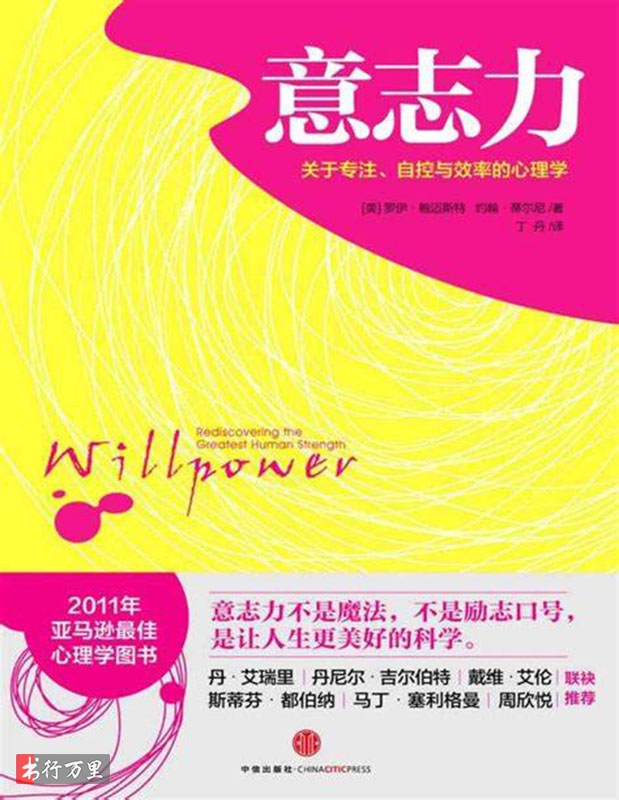 意志力
关于专注、自控与效率的心理学
[美]罗伊·鲍迈斯特 约翰·蒂尔尼/著
丁丹/译
Rediscovering the
Greatest Human Strength
Willpower
2011年
亚马逊最佳
心理学图书
意志力不是魔法，不是励志口号，
是让人生更美好的科学。
丹·艾瑞里|丹尼尔·吉尔伯特|戴维·艾伦
斯蒂芬·都伯纳|马丁·塞利格曼|周欣悦
联袂
推荐
书行万里
中信出版社·CHINACITICPRESS